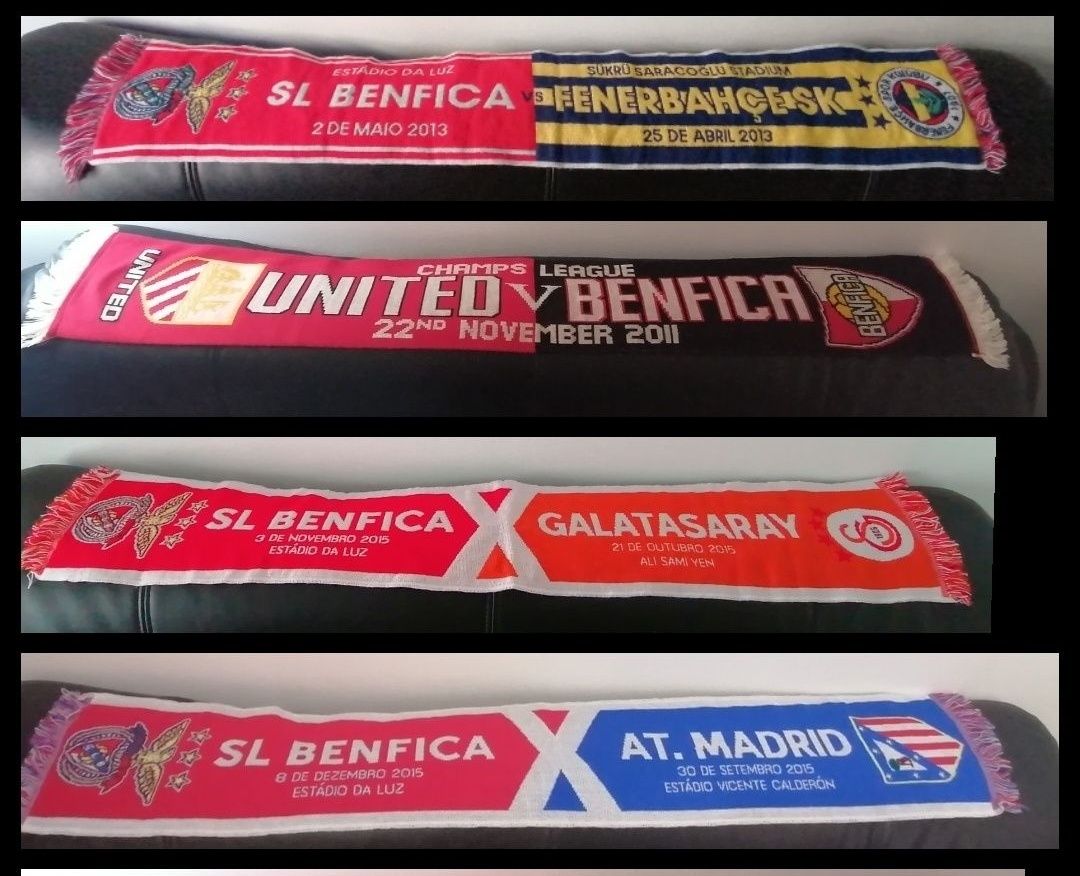 ESTÁDIO DA LUZ
SL BENFICA
2 DE MAIO 2013
VS
ŞÜKRÜ SARACOĞLU STADIUM
FENERBAHÇE SK
25 DE ABRIL 2013
UNITED
CHAMPS LEAGUE
UNITED V BENFICA
22ND NOVEMBER 2011
BENFICA
SL BENFICA
3 DE NOVEMBRO 2015
ESTÁDIO DA LUZ
GALATASARAY
21 DE OUTUBRO 2015
ALI SAMI YEN
SL BENFICA
8 DE DEZEMBRO 2015
ESTÁDIO DA LUZ
AT. MADRID
30 DE SETEMBRO 2015
ESTÁDIO VICENTE CALDERÓN